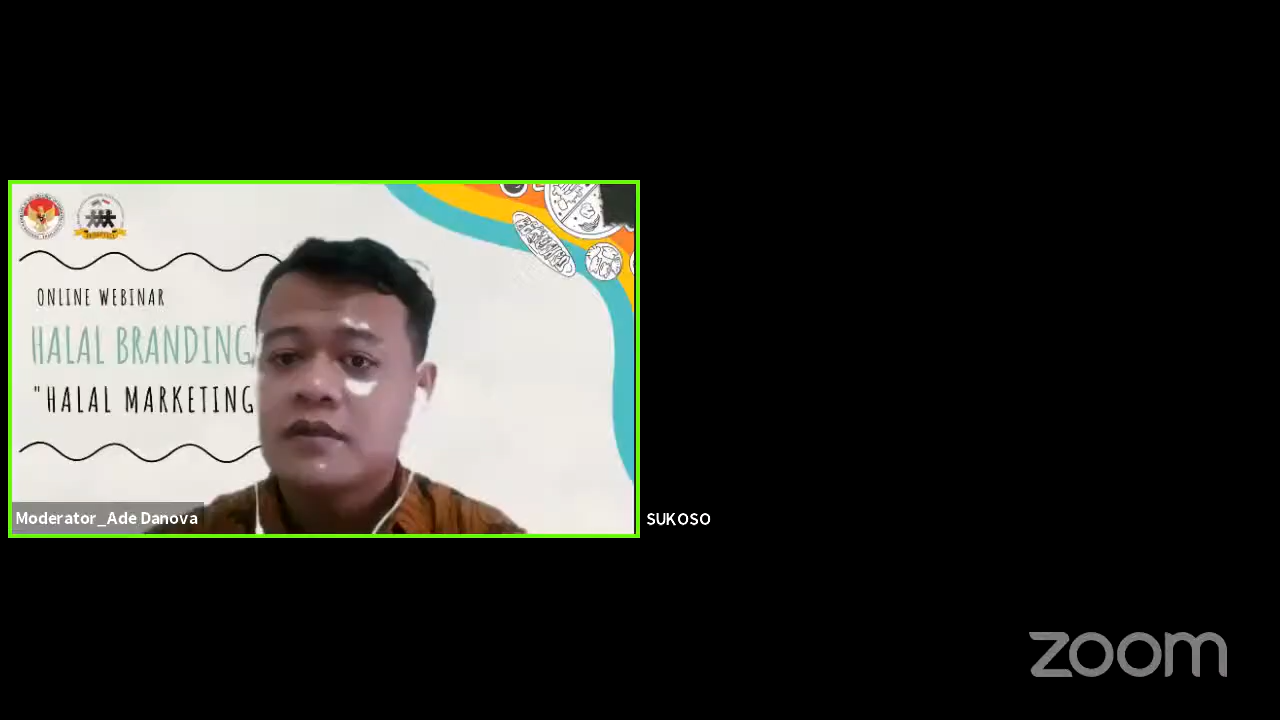 ONLINE WEBINAR
HALAL BRANDING
"HALAL MARKETING
Moderator_Ade Danova
SUKOSO
zoom